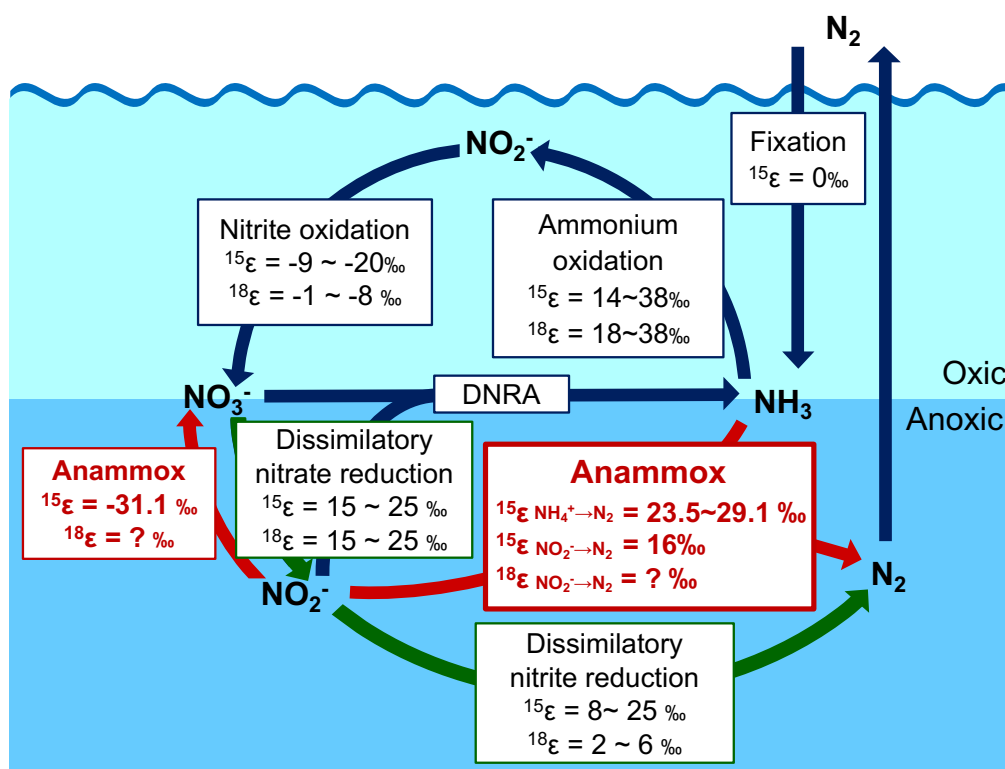 N₂
Fixation
¹⁵ε = 0‰
NO₂⁻
Nitrite oxidation
¹⁵ε = -9 ~ -20‰
¹⁸ε = -1 ~ -8 ‰
Ammonium
oxidation
¹⁵ε = 14~38‰
¹⁸ε = 18~38‰
Oxic
NO₃⁻
DNRA
NH₃
Anoxic
Anammox
¹⁵ε = -31.1 ‰
¹⁸ε = ? ‰
Dissimilatory
nitrate reduction
¹⁵ε = 15 ~ 25 ‰
¹⁸ε = 15 ~ 25 ‰
Anammox
¹⁵ε NH₄⁺→N₂ = 23.5~29.1 ‰
¹⁵ε NO₂⁻→N₂ = 16‰
¹⁸ε NO₂⁻→N₂ = ? ‰
NO₂⁻
N₂
Dissimilatory
nitrite reduction
¹⁵ε = 8~ 25 ‰
¹⁸ε = 2 ~ 6 ‰